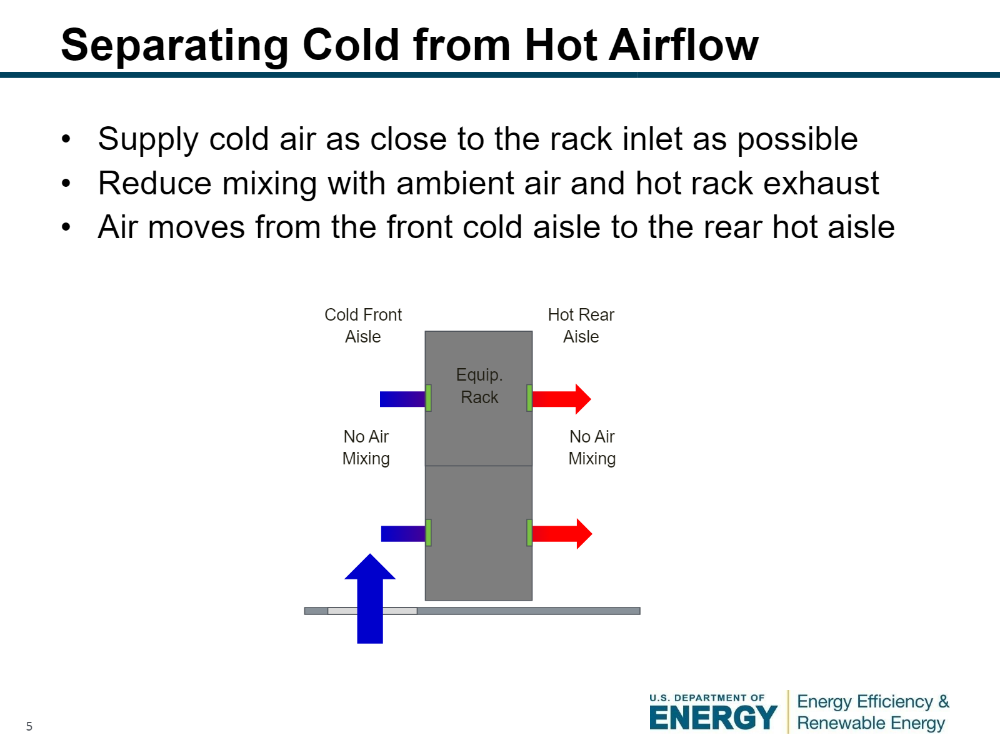 Separating Cold from Hot Airflow
• Supply cold air as close to the rack inlet as possible
• Reduce mixing with ambient air and hot rack exhaust
• Air moves from the front cold aisle to the rear hot aisle
Cold Front
Aisle
Hot Rear
Aisle
Equip.
Rack
No Air
Mixing
No Air
Mixing
U.S. DEPARTMENT OF
ENERGY
Energy Efficiency &
Renewable Energy
5